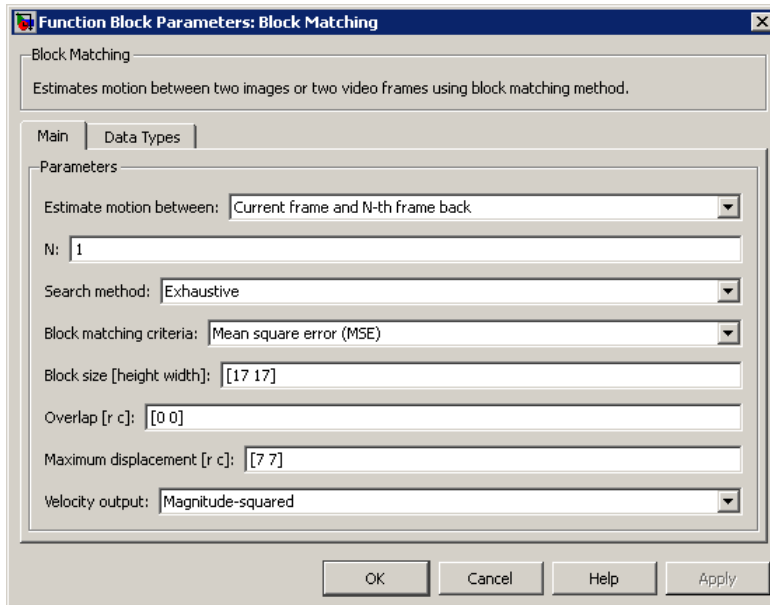 Function Block Parameters: Block Matching
Block Matching
Estimates motion between two images or two video frames using block matching method.
Main Data Types
Parameters
Estimate motion between: Current frame and N-th frame back
N: 1
Search method: Exhaustive
Block matching criteria: Mean square error (MSE)
Block size [height width]: [17 17]
Overlap [r c]: [0 0]
Maximum displacement [r c]: [7 7]
Velocity output: Magnitude-squared
OK Cancel Help Apply